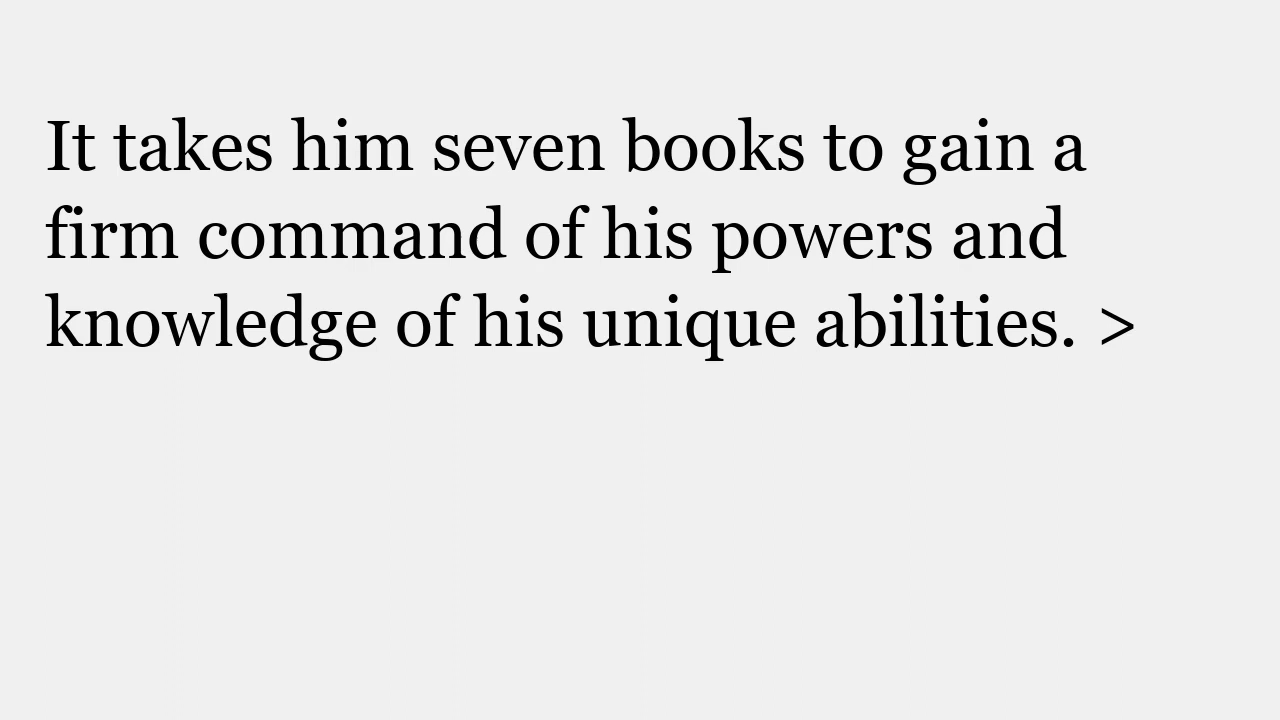 It takes him seven books to gain a
firm command of his powers and
knowledge of his unique abilities. >